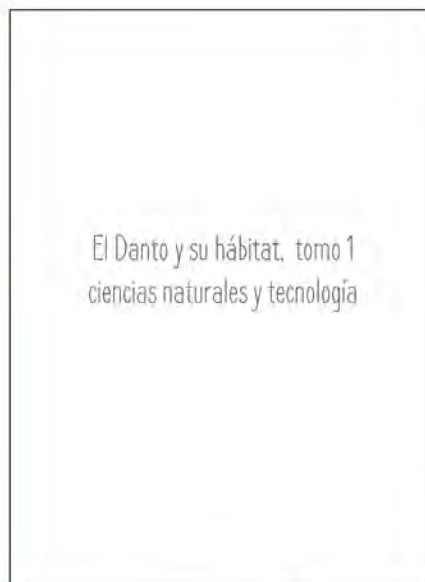 El Danto y su hábitat, tomo 1
ciencias naturales y tecnología